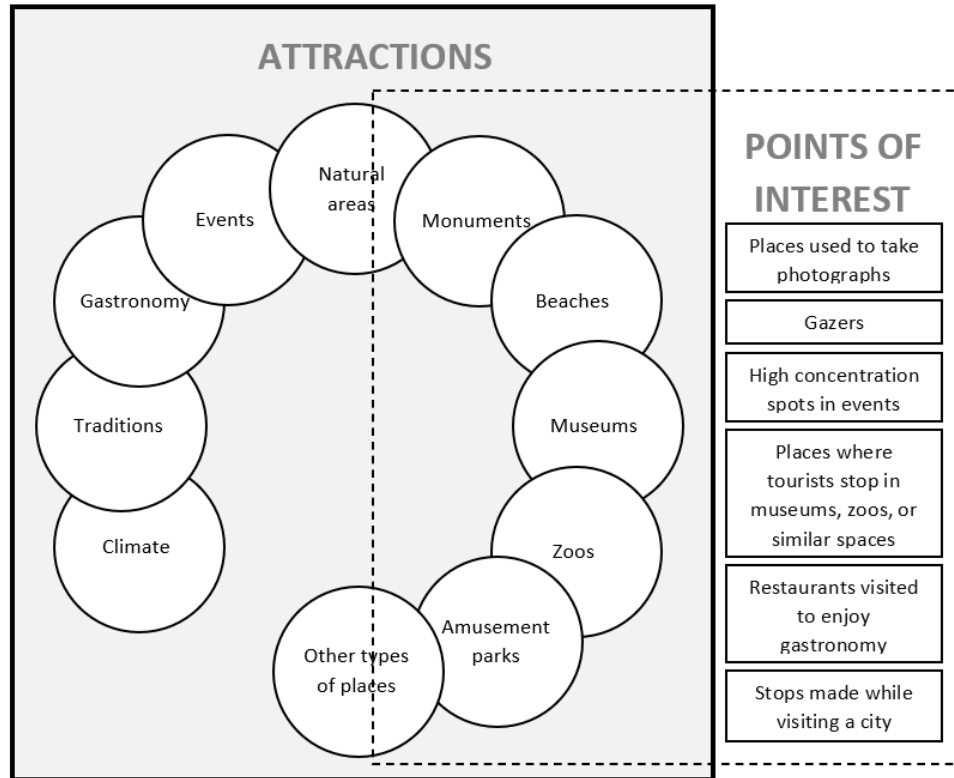 ATTRACTIONS
Natural
areas
Events
Monuments
Gastronomy
Beaches
Traditions
Museums
Climate
Zoos
Amusement
parks
Other types
of places
POINTS OF
INTEREST
Places used to take
photographs
Gazers
High concentration
spots in events
Places where
tourists stop in
museums, zoos, or
similar spaces
Restaurants visited
to enjoy
gastronomy
Stops made while
visiting a city